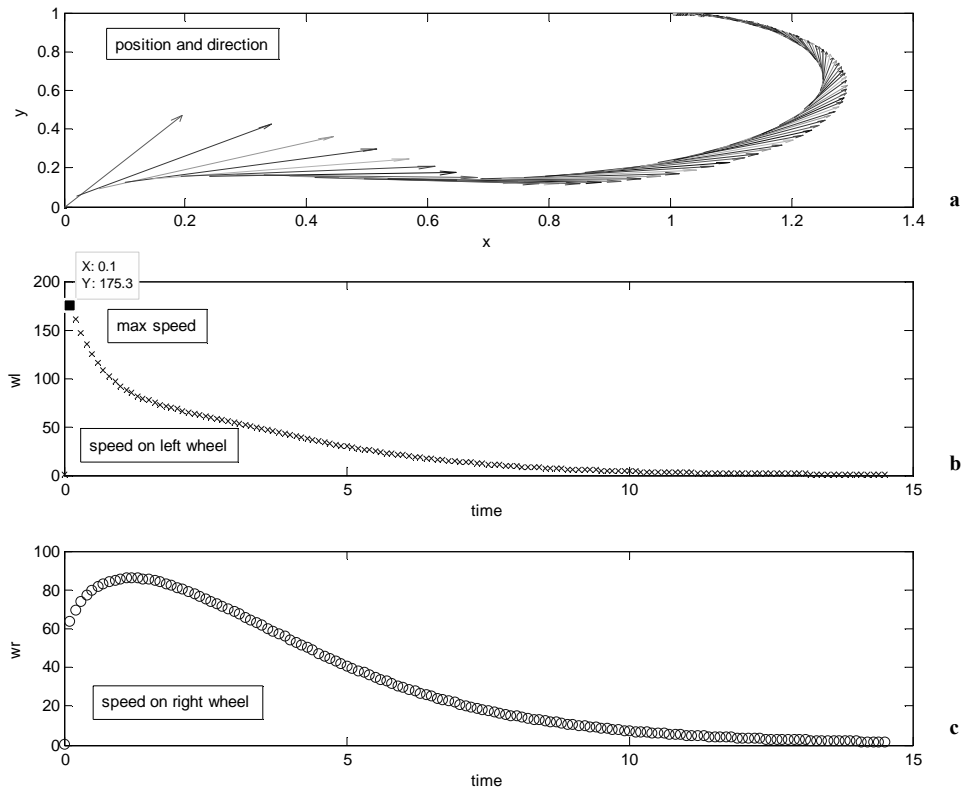 1
0.8
0.6
0.4
0.2
0
y
position and direction
0 0.2 0.4 0.6 0.8 1 1.2 1.4
x
a
X: 0.1
Y: 175.3
200
150
100
50
0
wl
max speed
speed on left wheel
0 5 10 15
time
b
100
80
60
40
20
0
wr
speed on right wheel
0 5 10 15
time
c